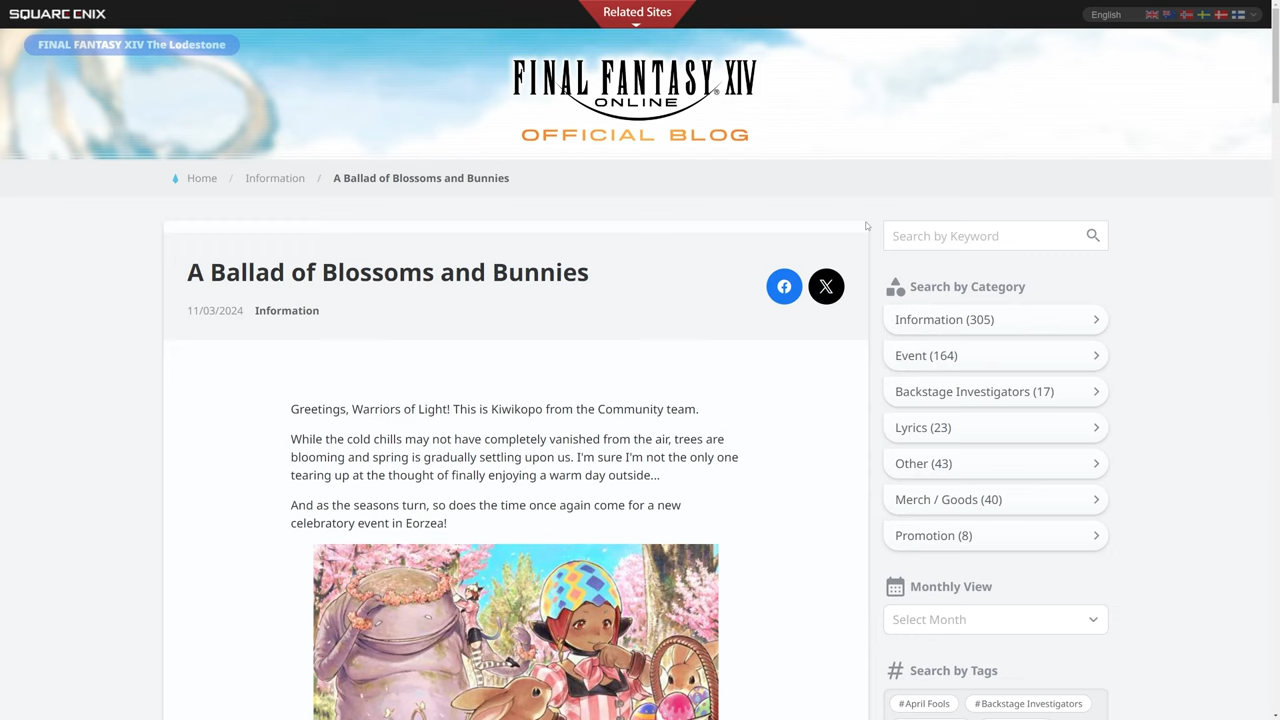 SQUARE ENIX
Related Sites
English
FINAL FANTASY XIV The Lodestone
FINAL FANTASY XIV
ONLINE
OFFICIAL BLOG
Home / Information / A Ballad of Blossoms and Bunnies
A Ballad of Blossoms and Bunnies
11/03/2024 Information
Greetings, Warriors of Light! This is Kiwikopo from the Community team.
While the cold chills may not have completely vanished from the air, trees are
blooming and spring is gradually settling upon us. I'm sure I'm not the only one
tearing up at the thought of finally enjoying a warm day outside...
And as the seasons turn, so does the time once again come for a new
celebratory event in Eorzea!
Search by Keyword
Search by Category
Information (305)
Event (164)
Backstage Investigators (17)
Lyrics (23)
Other (43)
Merch / Goods (40)
Promotion (8)
Monthly View
Select Month
Search by Tags
#April Fools #Backstage Investigators